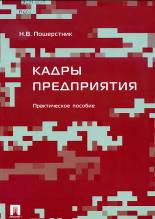 Н.В. Пошерстник
КАДРЫ
ПРЕДПРИЯТИЯ
Практическое пособие